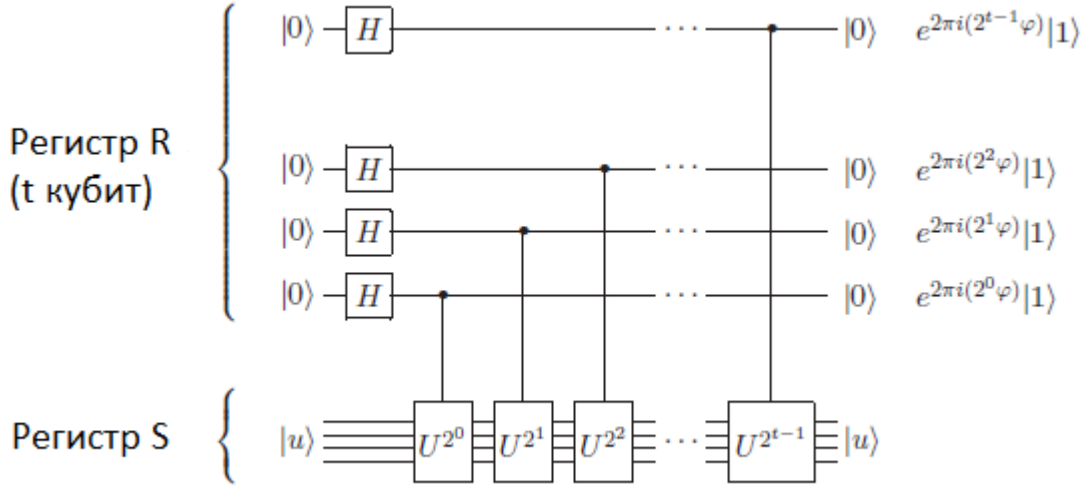 |0⟩ H ··· |0⟩ e^{2πi(2^{t−1}φ)}|1⟩
Регистр R
(t кубит)
|0⟩ H ··· |0⟩ e^{2πi(2^2φ)}|1⟩
|0⟩ H ··· |0⟩ e^{2πi(2^1φ)}|1⟩
|0⟩ H ··· |0⟩ e^{2πi(2^0φ)}|1⟩
Регистр S
|u⟩ U^{2^0} U^{2^1} U^{2^2} ··· U^{2^{t−1}} |u⟩